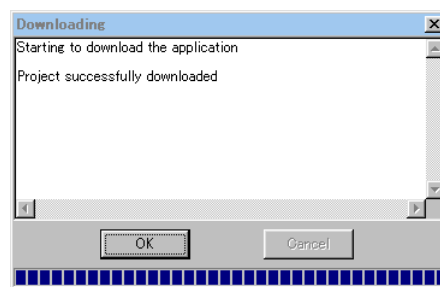 Downloading
Starting to download the application
Project successfully downloaded
OK
Cancel